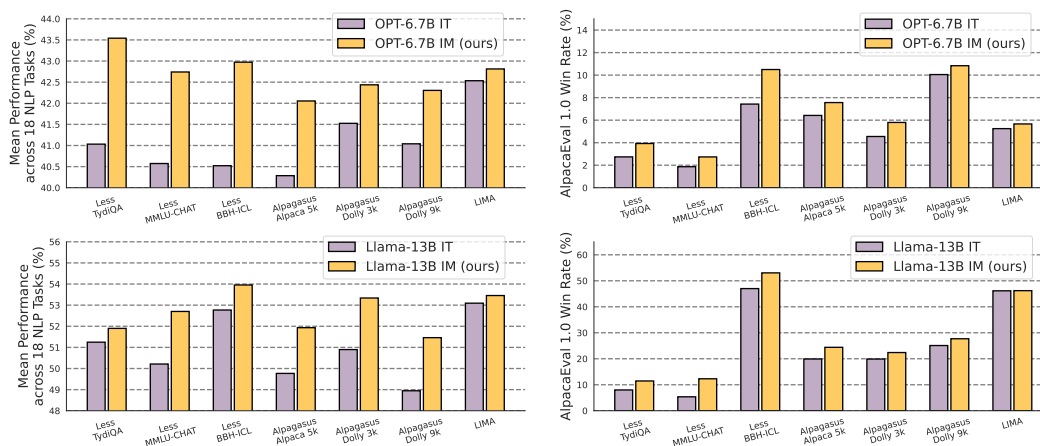 Mean Performance
across 18 NLP Tasks (%)
44.0
43.5
43.0
42.5
42.0
41.5
41.0
40.5
40.0
OPT-6.7B IT
OPT-6.7B IM (ours)
Less
TydiQA
Less
MMLU-CHAT
Less
BBH-ICL
Alpagasus
Alpaca 5k
Alpagasus
Dolly 3k
Alpagasus
Dolly 9k
LIMA
AlpacaEval 1.0 Win Rate (%)
14
12
10
8
6
4
2
0
OPT-6.7B IT
OPT-6.7B IM (ours)
Less
TydiQA
Less
MMLU-CHAT
Less
BBH-ICL
Alpagasus
Alpaca 5k
Alpagasus
Dolly 3k
Alpagasus
Dolly 9k
LIMA
Mean Performance
across 18 NLP Tasks (%)
56
55
54
53
52
51
50
49
48
Llama-13B IT
Llama-13B IM (ours)
Less
TydiQA
Less
MMLU-CHAT
Less
BBH-ICL
Alpagasus
Alpaca 5k
Alpagasus
Dolly 3k
Alpagasus
Dolly 9k
LIMA
AlpacaEval 1.0 Win Rate (%)
60
50
40
30
20
10
0
Llama-13B IT
Llama-13B IM (ours)
Less
TydiQA
Less
MMLU-CHAT
Less
BBH-ICL
Alpagasus
Alpaca 5k
Alpagasus
Dolly 3k
Alpagasus
Dolly 9k
LIMA